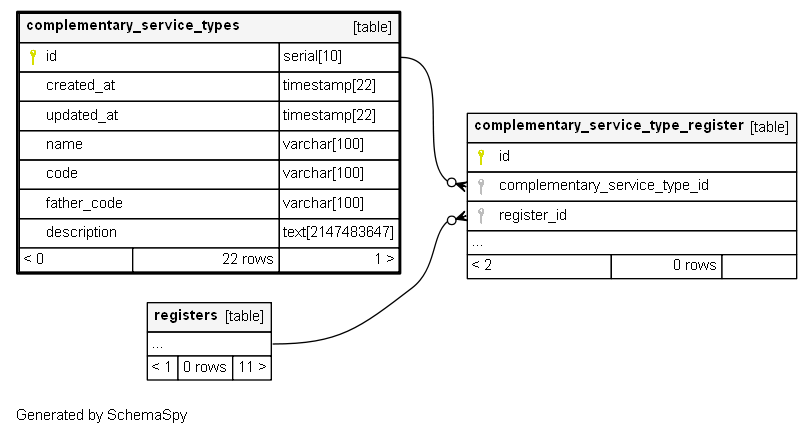 complementary_service_types [table]
id serial[10]
created_at timestamp[22]
updated_at timestamp[22]
name varchar[100]
code varchar[100]
father_code varchar[100]
description text[2147483647]
< 0 22 rows 1 >
complementary_service_type_register [table]
id
complementary_service_type_id
register_id
...
< 2 0 rows
registers [table]
...
< 1 0 rows 11 >
Generated by SchemaSpy